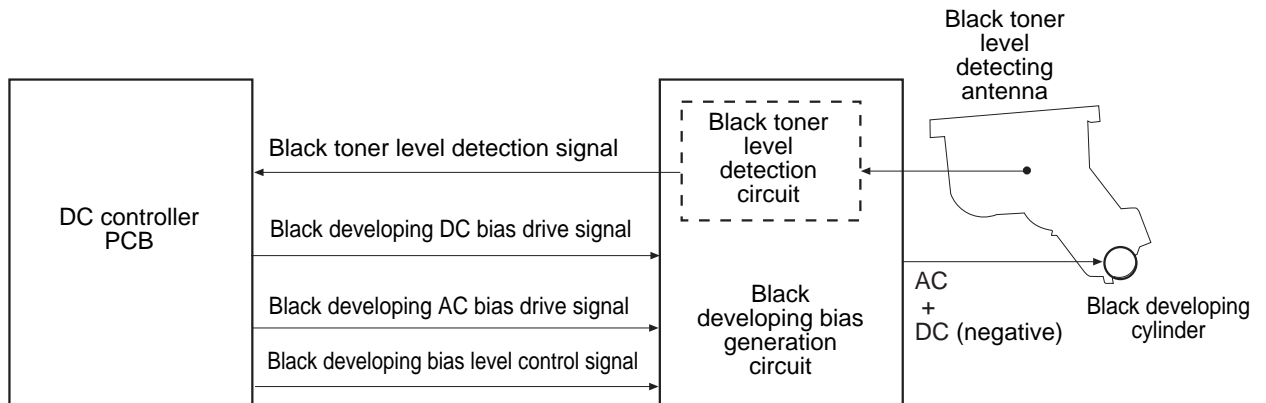 Black toner
level
detecting
antenna
Black toner
level
detection
circuit
Black toner level detection signal
DC controller
PCB
Black developing DC bias drive signal
Black developing AC bias drive signal
Black developing bias level control signal
Black
developing bias
generation
circuit
AC
+
DC (negative)
Black developing
cylinder